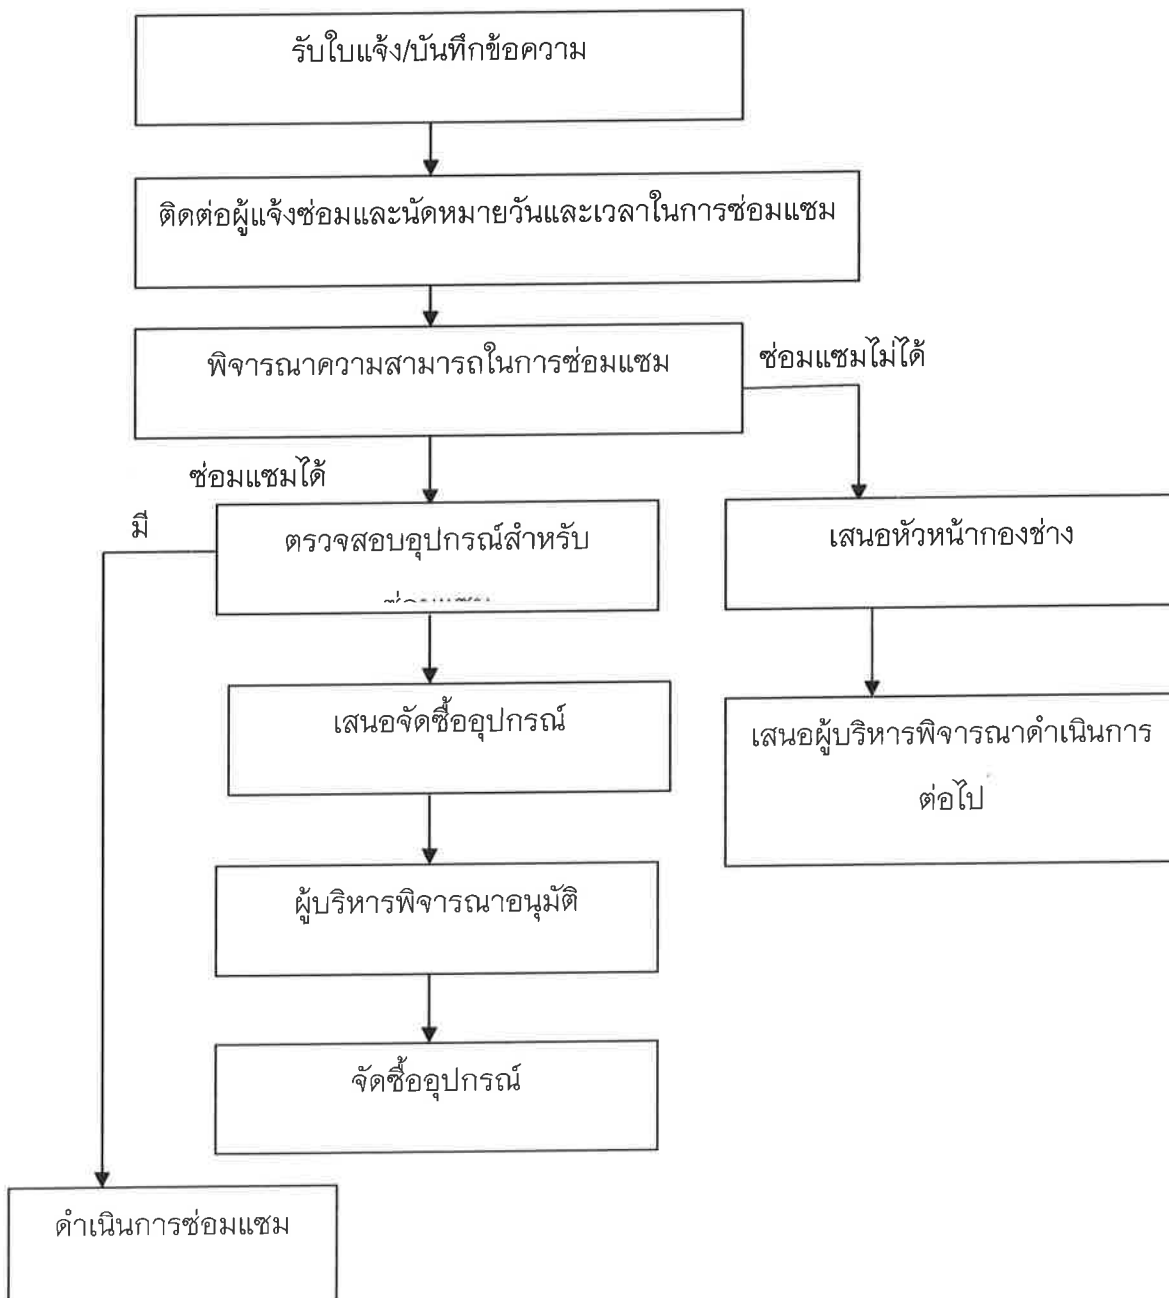 รับใบแจ้ง/บันทึกข้อความ
ติดต่อผู้แจ้งซ่อมและนัดหมายวันและเวลาในการซ่อมแซม
พิจารณาความสามารถในการซ่อมแซม
ซ่อมแซมไม่ได้
ซ่อมแซมได้
มี
ตรวจสอบอุปกรณ์สำหรับ
เสนอหัวหน้ากองช่าง
เสนอจัดซื้ออุปกรณ์
เสนอผู้บริหารพิจารณาดำเนินการ
ต่อไป
ผู้บริหารพิจารณาอนุมัติ
จัดซื้ออุปกรณ์
ดำเนินการซ่อมแซม